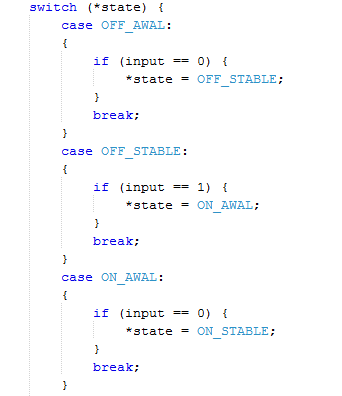 switch (*state) {
    case OFF_AWAL:
    {
        if (input == 0) {
            *state = OFF_STABLE;
        }
        break;
    }
    case OFF_STABLE:
    {
        if (input == 1) {
            *state = ON_AWAL;
        }
        break;
    }
    case ON_AWAL:
    {
        if (input == 0) {
            *state = ON_STABLE;
        }
        break;
    }